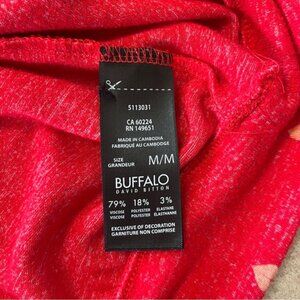 5113031
CA 60224
RN 149651
MADE IN CAMBODIA
FABRIQUÉ AU CAMBODGE
SIZE
GRANDEUR
M/M
BUFFALO
DAVID BITTON
79% 18% 3%
VISCOSE POLYESTER ELASTANE
VISCOSE POLYESTER ÉLASTHANNE
EXCLUSIVE OF DECORATION
GARNITURE NON COMPRISE